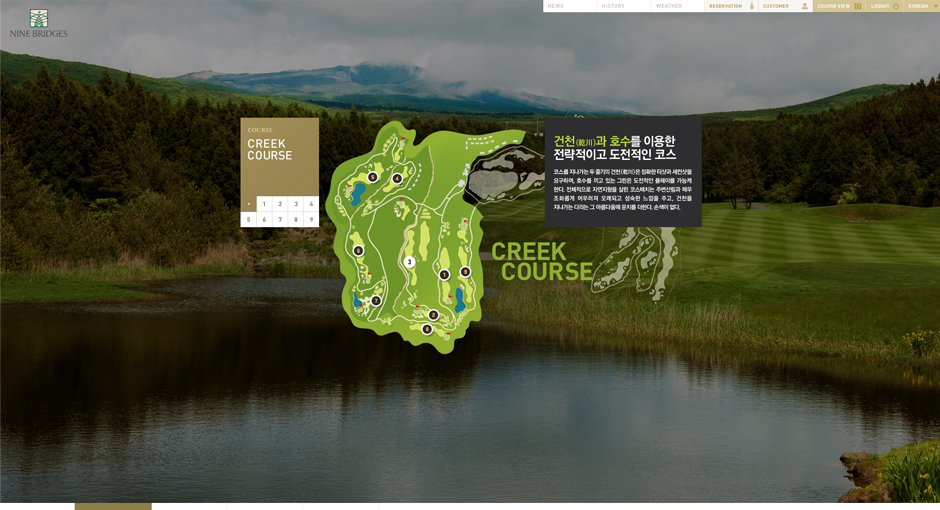 NEWS
HISTORY
WEATHER
RESERVATION
CUSTOMER
COURSE VIEW
LOGOUT
KOREAN
NINE BRIDGES
COURSE
CREEK
COURSE
1 2 3 4
5 6 7 8 9
건천(乾川)과 호수를 이용한
전략적이고 도전적인 코스
코스를 지나가는 두 줄기의 건천(乾川)은 정확한 티샷과 세컨샷을
요구하며, 호수를 끼고 있는 그린은 도전적인 플레이를 가능케
한다. 전체적으로 자연지형을 살린 코스배치는 주변산림과 매우
조화롭게 어우러져 오래되고 성숙한 느낌을 주고, 건천을
지나가는 다리는 그 아름다움에 운치를 더한다. 손색이 없다.
4
3
1
2
CREEK
COURSE